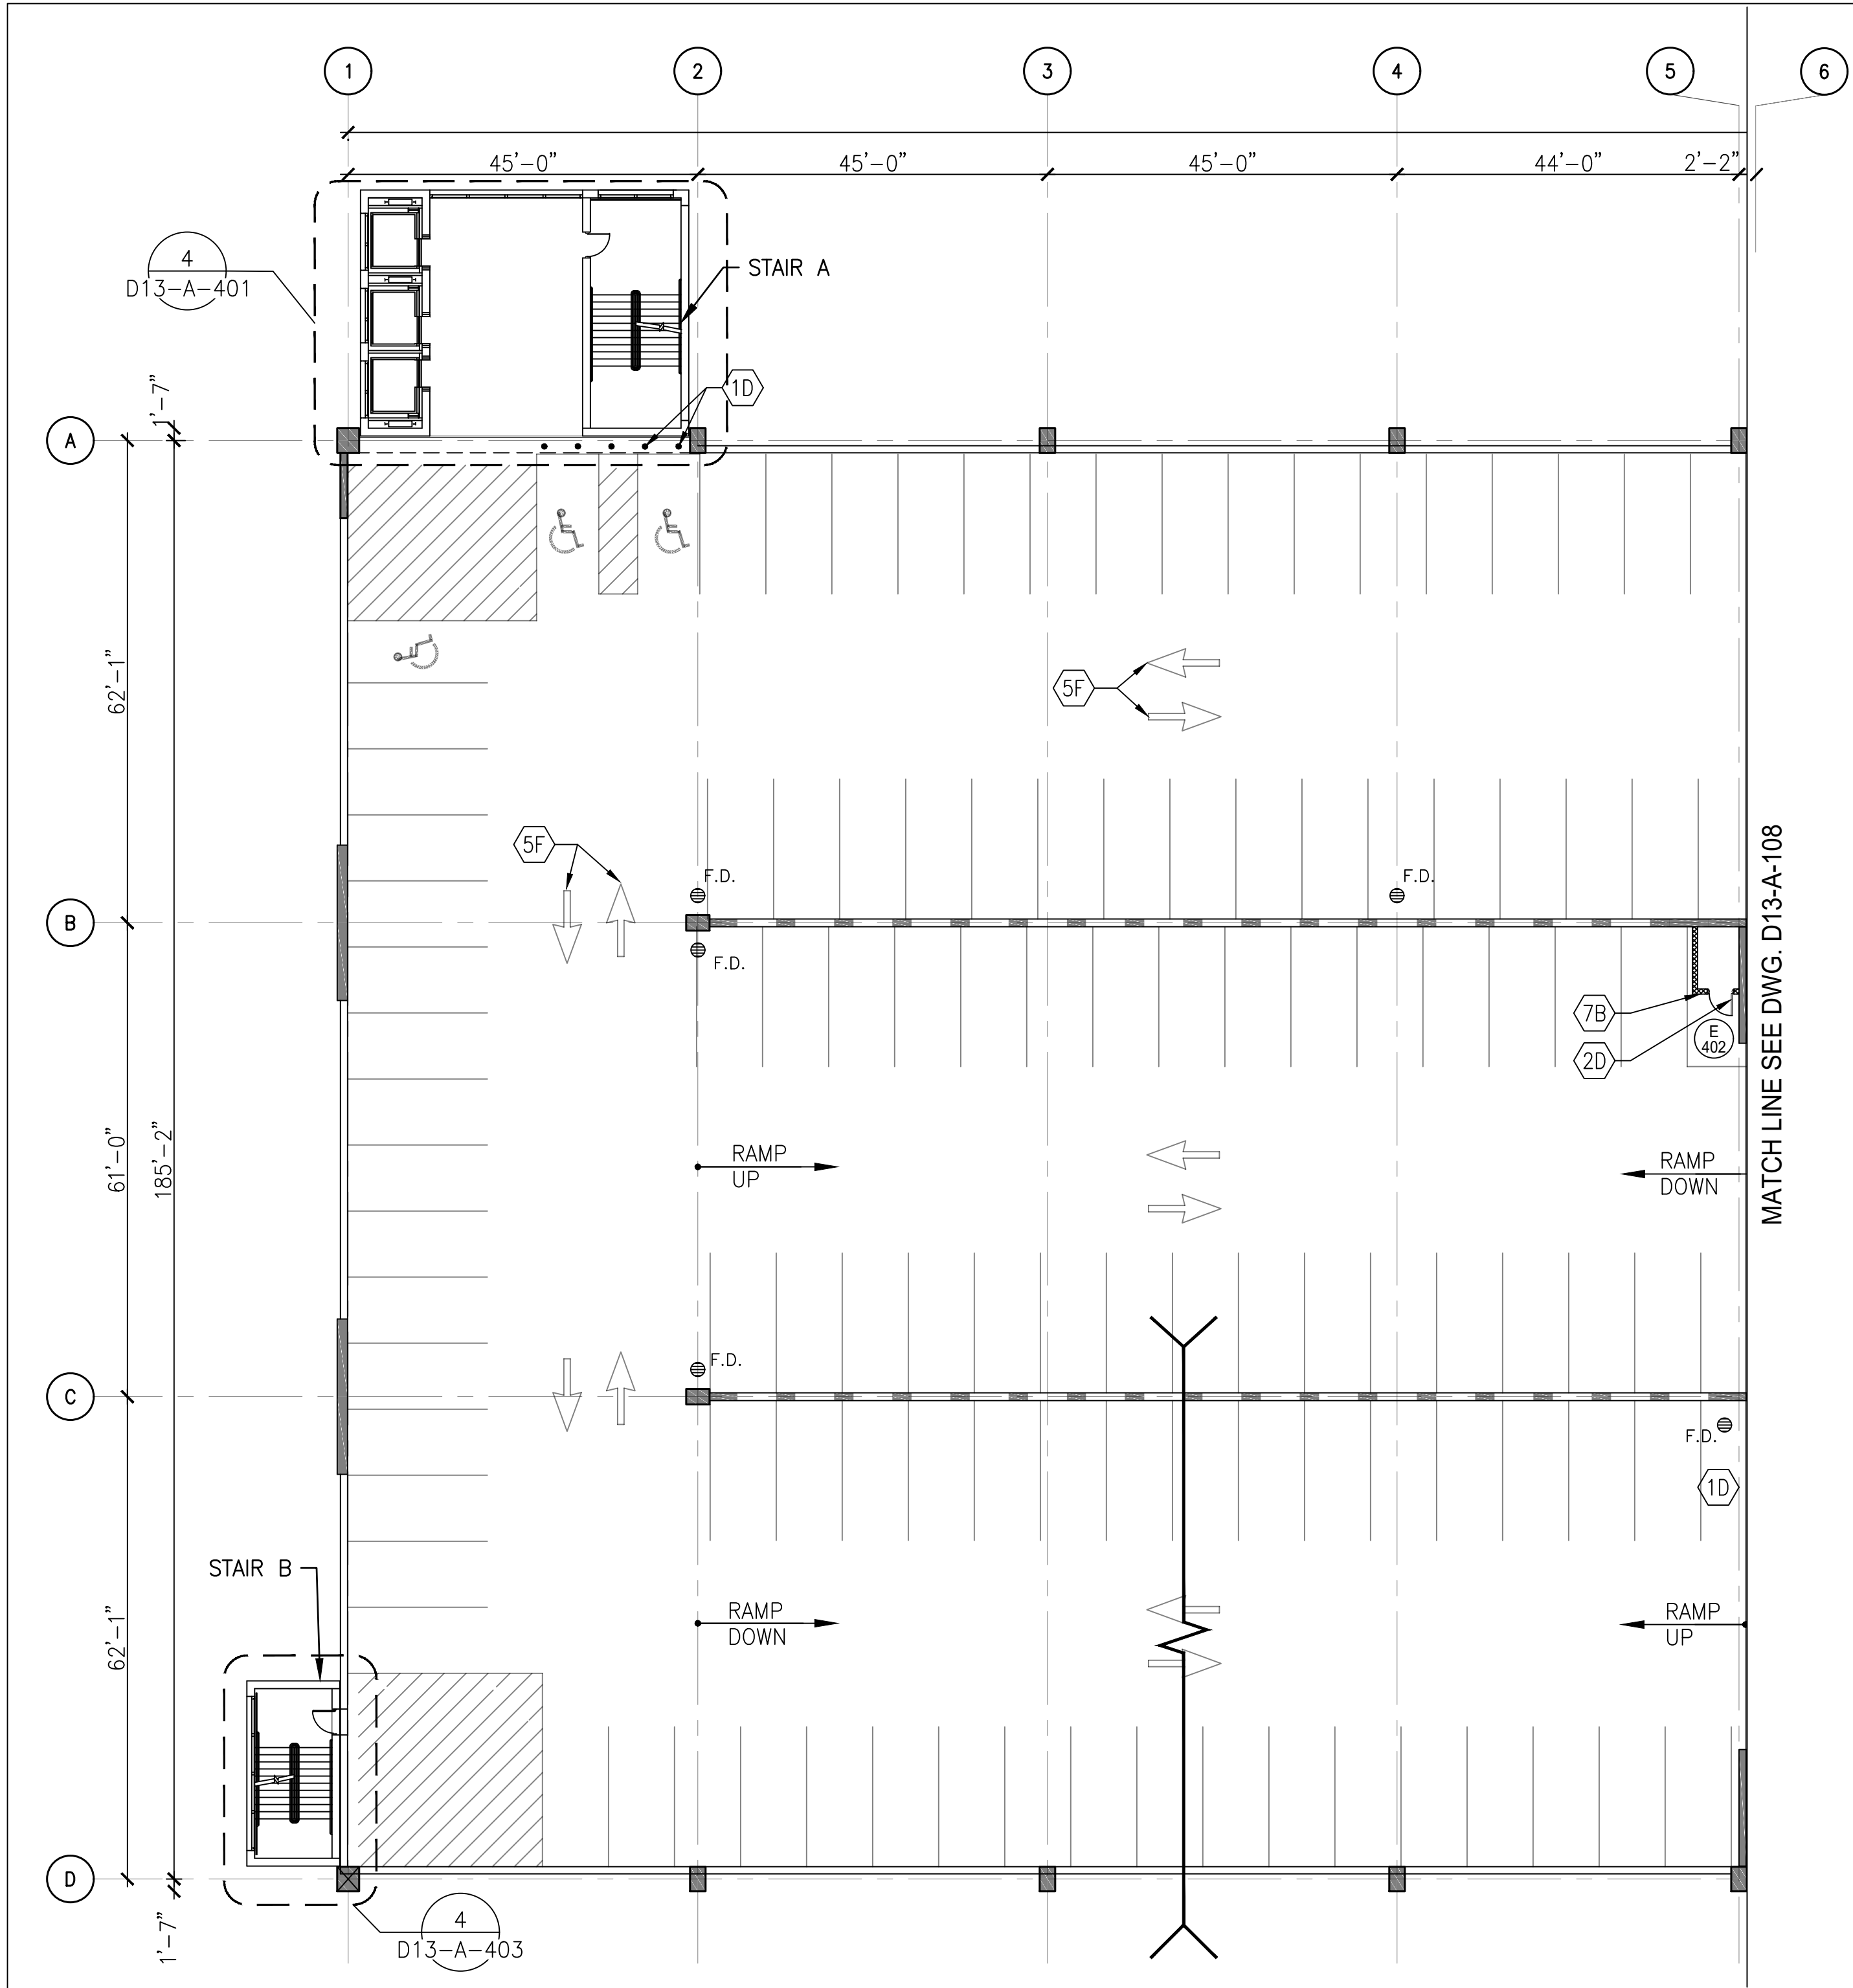 1 2 3 4 5 6
45'-0" 45'-0" 45'-0" 44'-0" 2'-2"
4
D13-A-401
STAIR A
1D
1'-7"
A
62'-1"
5F
5F
F.D. F.D.
B
F.D.
7B
E
402
2D
MATCH LINE SEE DWG. D13-A-108
61'-0"
185'-2"
RAMP
UP
RAMP
DOWN
F.D.
C
F.D.
1D
STAIR B
62'-1"
RAMP
DOWN
RAMP
UP
D
1'-7"
4
D13-A-403